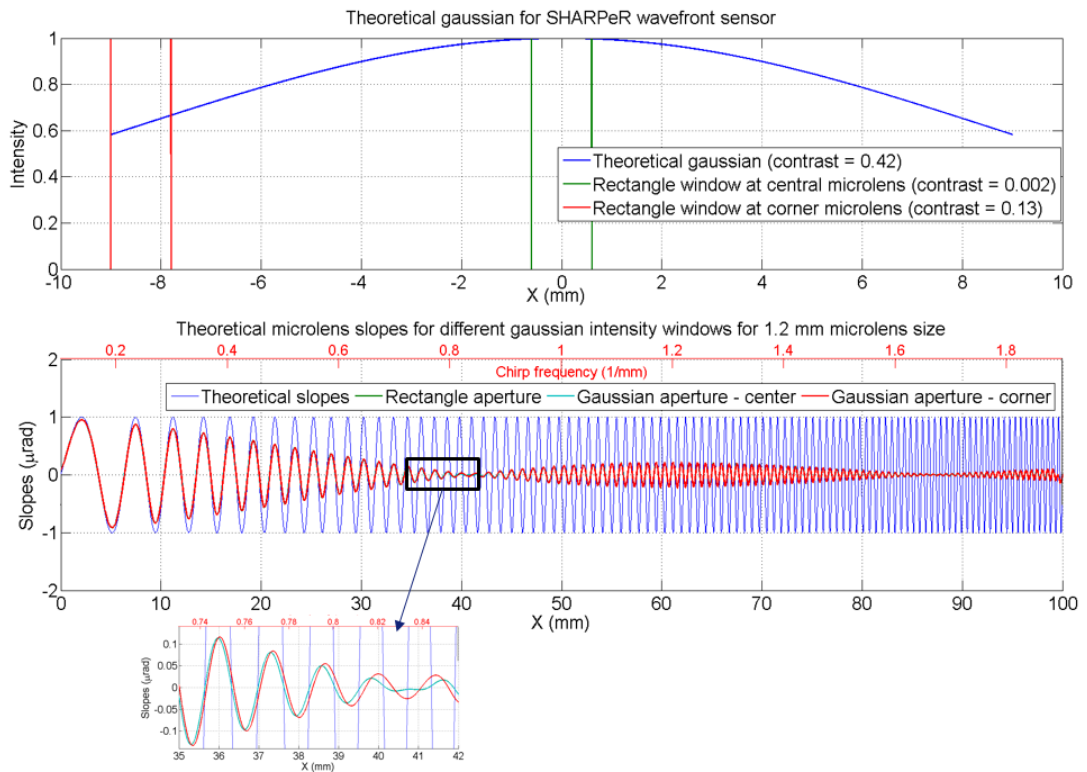 Theoretical gaussian for SHARPeR wavefront sensor
1
0.8
0.6
0.4
0.2
0
Intensity
Theoretical gaussian (contrast = 0.42)
Rectangle window at central microlens (contrast = 0.002)
Rectangle window at corner microlens (contrast = 0.13)
-10 -8 -6 -4 -2 0 2 4 6 8 10
X (mm)
Theoretical microlens slopes for different gaussian intensity windows for 1.2 mm microlens size
0.2 0.4 0.6 0.8 1 1.2 1.4 1.6 1.8
Chirp frequency (1/mm)
Theoretical slopes Rectangle aperture Gaussian aperture - center Gaussian aperture - corner
2
1
0
-1
-2
Slopes (µrad)
0 10 20 30 40 50 60 70 80 90 100
X (mm)
0.74 0.76 0.78 0.8 0.82 0.84
0.1
0.05
0
-0.05
-0.1
Slopes (µrad)
35 36 37 38 39 40 41 42
X (mm)